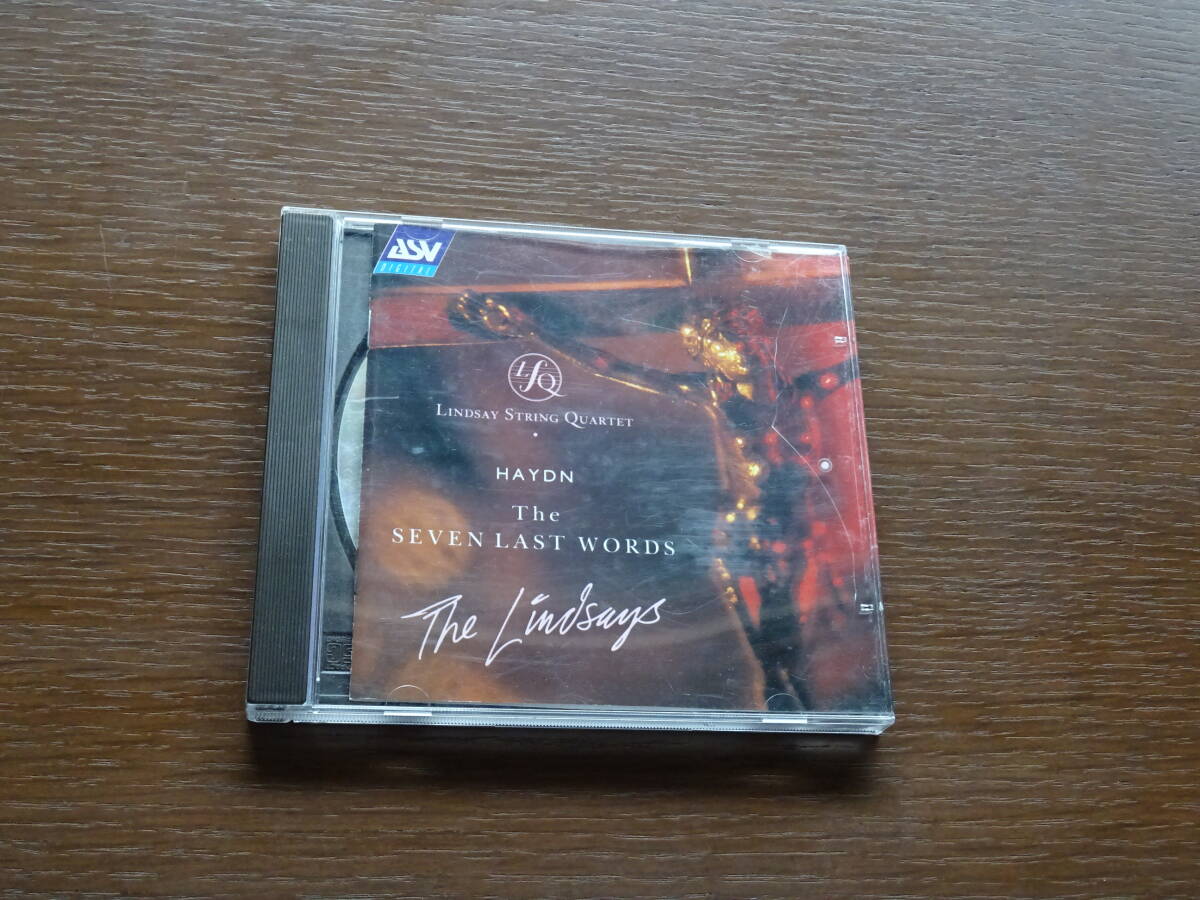 ASV
DIGITAL
LSQ
LINDSAY STRING QUARTET
HAYDN
The
SEVEN LAST WORDS
The Lindsays